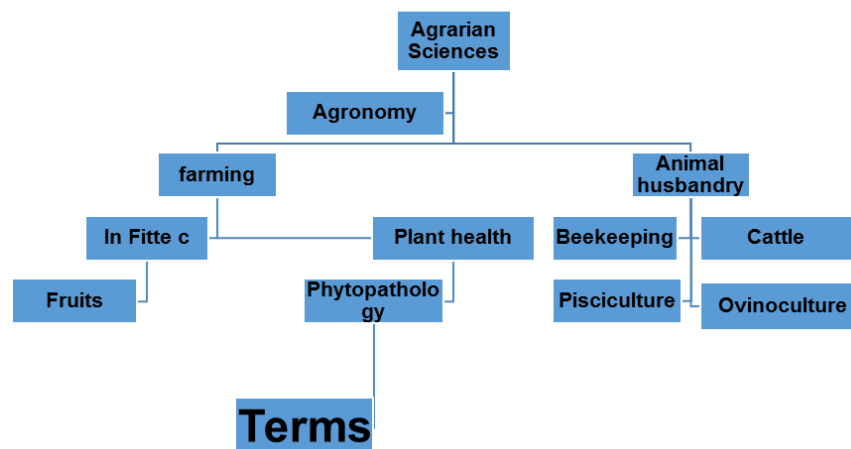 Agrarian
Sciences
Agronomy
farming
Animal
husbandry
In Fitte c
Plant health
Beekeeping
Cattle
Fruits
Phytopatholo
gy
Pisciculture
Ovinoculture
Terms